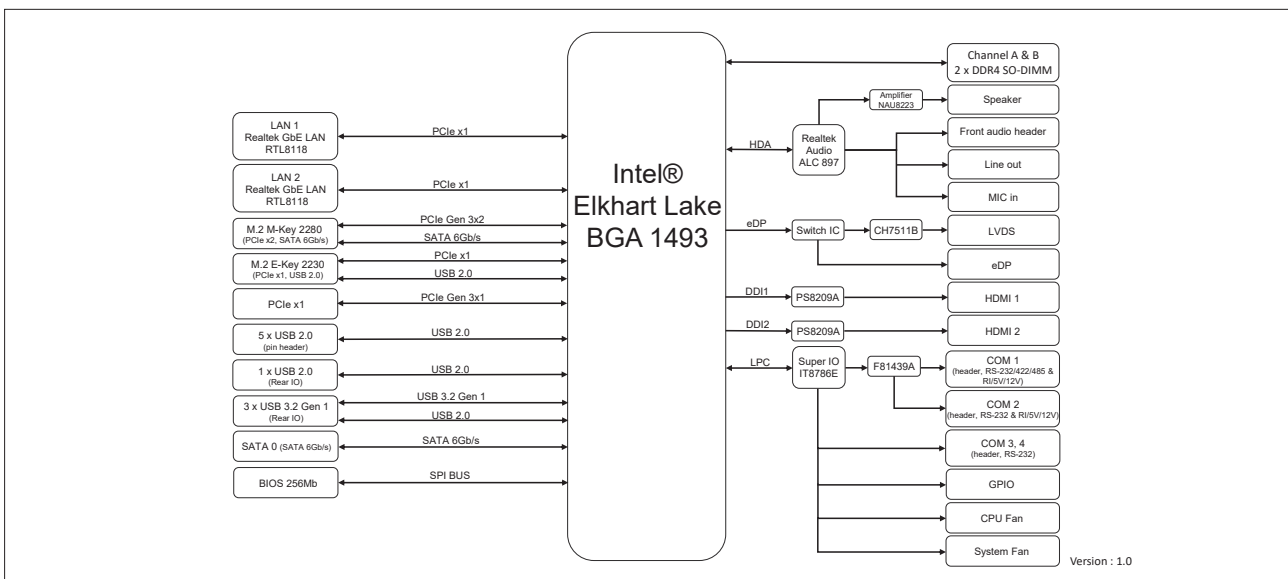 LAN 1
Realtek GbE LAN
RTL8118
PCIe x1
LAN 2
Realtek GbE LAN
RTL8118
PCIe x1
M.2 M-Key 2280
(PCIe x2, SATA 6Gb/s)
PCIe Gen 3x2
SATA 6Gb/s
M.2 E-Key 2230
(PCIe x1, USB 2.0)
PCIe x1
USB 2.0
PCIe x1
PCIe Gen 3x1
5 x USB 2.0
(pin header)
USB 2.0
1 x USB 2.0
(Rear IO)
USB 2.0
3 x USB 3.2 Gen 1
(Rear IO)
USB 3.2 Gen 1
USB 2.0
SATA 0 (SATA 6Gb/s)
SATA 6Gb/s
BIOS 256Mb
SPI BUS
Intel®
Elkhart Lake
BGA 1493
Channel A & B
2 x DDR4 SO-DIMM
HDA
Realtek
Audio
ALC 897
Amplifier
NAU8223
Speaker
Front audio header
Line out
MIC in
eDP
Switch IC
CH7511B
LVDS
eDP
DDI1
PS8209A
HDMI 1
DDI2
PS8209A
HDMI 2
LPC
Super IO
IT8786E
F81439A
COM 1
(header, RS-232/422/485 &
RI/5V/12V)
COM 2
(header, RS-232 & RI/5V/12V)
COM 3, 4
(header, RS-232)
GPIO
CPU Fan
System Fan
Version : 1.0